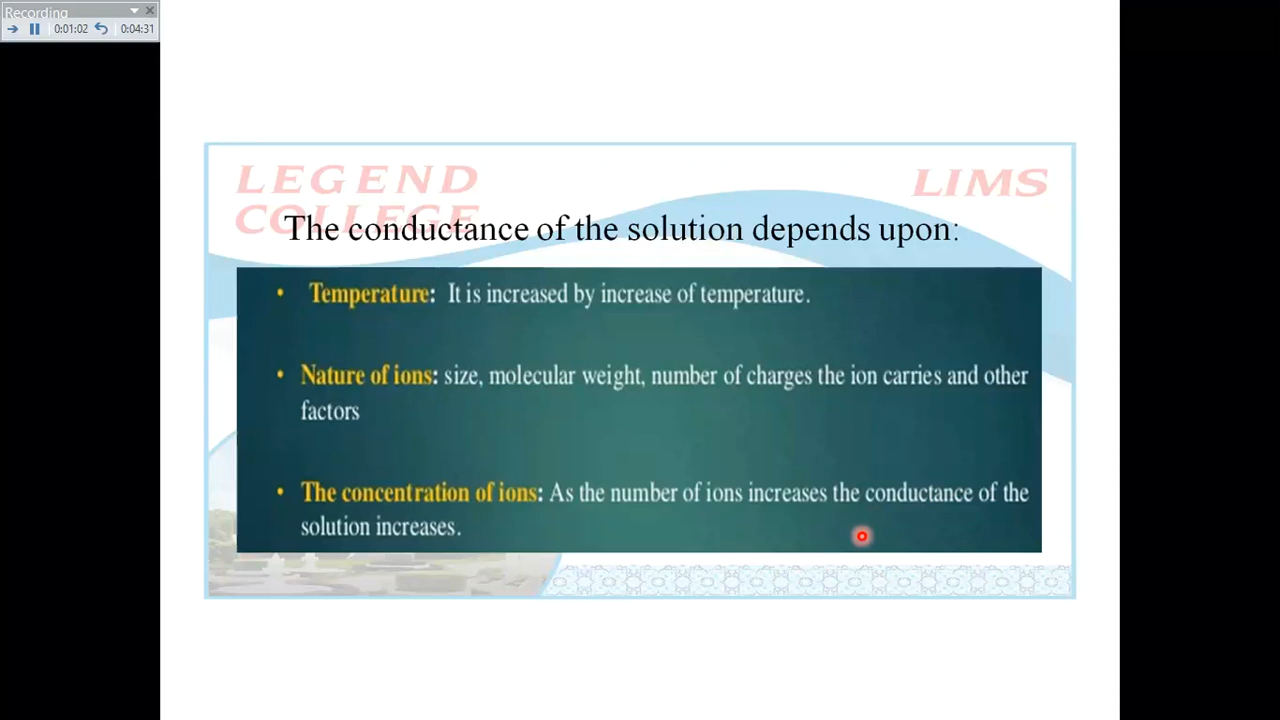 Recording
0:01:02 0:04:31
LEGEND
COLLEGE
LIMS
The conductance of the solution depends upon:
• Temperature: It is increased by increase of temperature.
• Nature of ions: size, molecular weight, number of charges the ion carries and other
factors
• The concentration of ions: As the number of ions increases the conductance of the
solution increases.